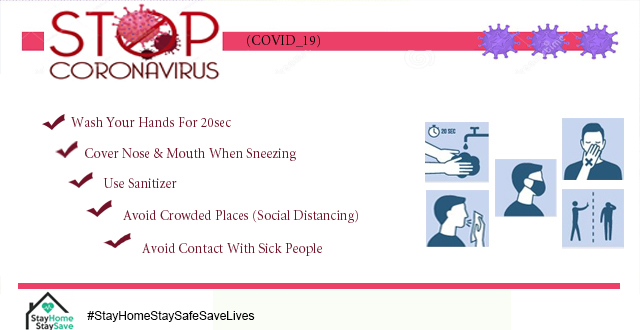 STOP
CORONAVIRUS
(COVID_19)
Wash Your Hands For 20sec
Cover Nose & Mouth When Sneezing
Use Sanitizer
Avoid Crowded Places (Social Distancing)
Avoid Contact With Sick People
20 SEC
StayHome
StaySave
#StayHomeStaySafeSaveLives